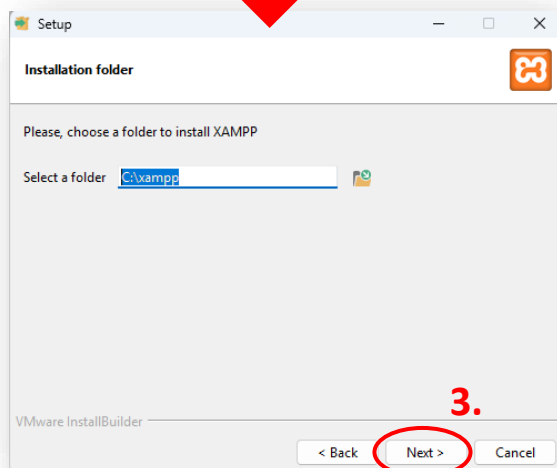 Setup
Installation folder
Please, choose a folder to install XAMPP
Select a folder C:\xampp
3.
VMware InstallBuilder
< Back Next > Cancel